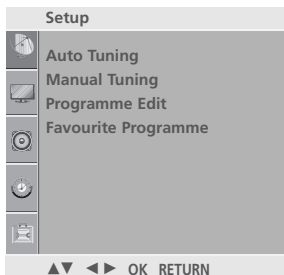 Setup
Auto Tuning
Manual Tuning
Programme Edit
Favourite Programme
▲▼ ◄► OK RETURN